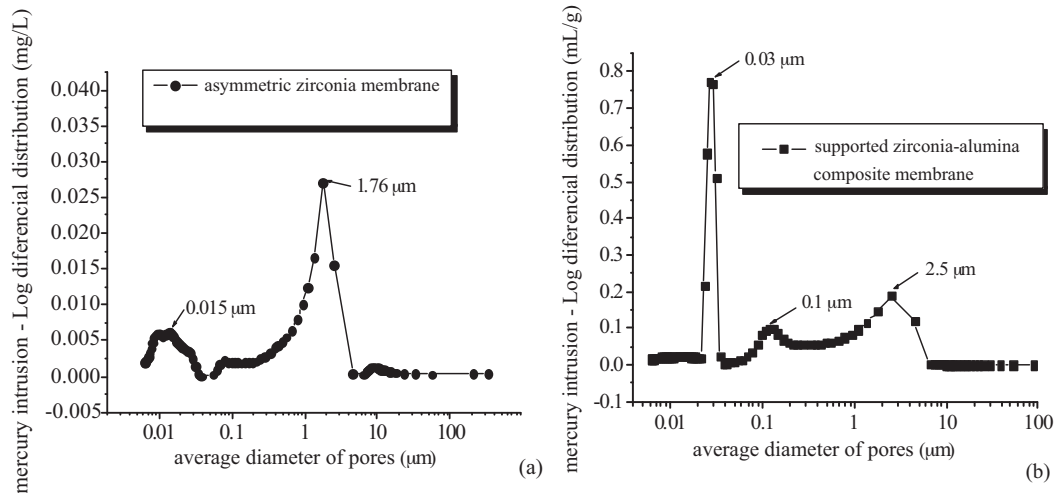 mercury intrusion - Log diferencial distribution (mg/L)
0.040
0.035
0.030
0.025
0.020
0.015
0.010
0.005
0.000
-0.005
asymmetric zirconia membrane
1.76 µm
0.015 µm
0.01
0.1
1
10
100
average diameter of pores (µm)
(a)
mercury intrusion - Log diferencial distribution (mL/g)
0.8
0.7
0.6
0.5
0.4
0.3
0.2
0.1
0.0
-0.1
0.03 µm
supported zirconia-alumina
composite membrane
2.5 µm
0.1 µm
0.01
0.1
1
10
100
average diameter of pores (µm)
(b)